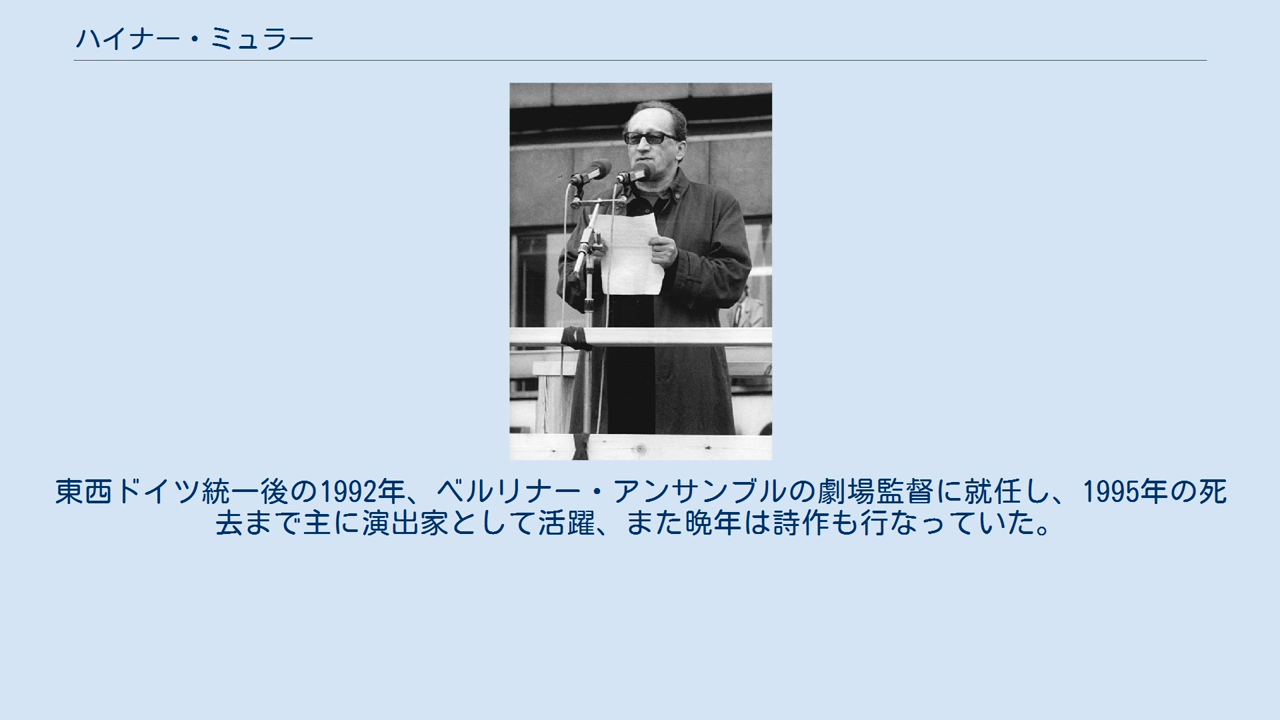 ハイナー・ミュラー
東西ドイツ統一後の1992年、ベルリナー・アンサンブルの劇場監督に就任し、1995年の死
去まで主に演出家として活躍、また晩年は詩作も行なっていた。